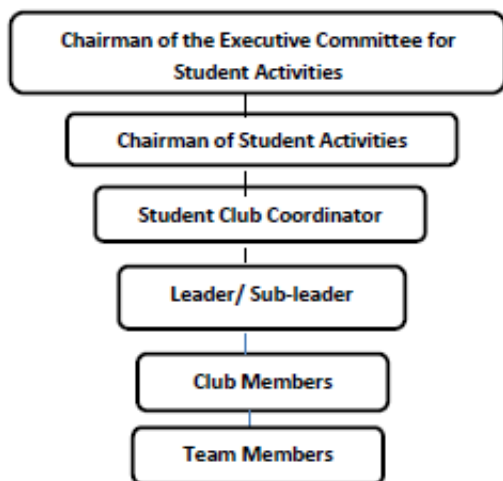 Chairman of the Executive Committee for
Student Activities
Chairman of Student Activities
Student Club Coordinator
Leader/ Sub-leader
Club Members
Team Members